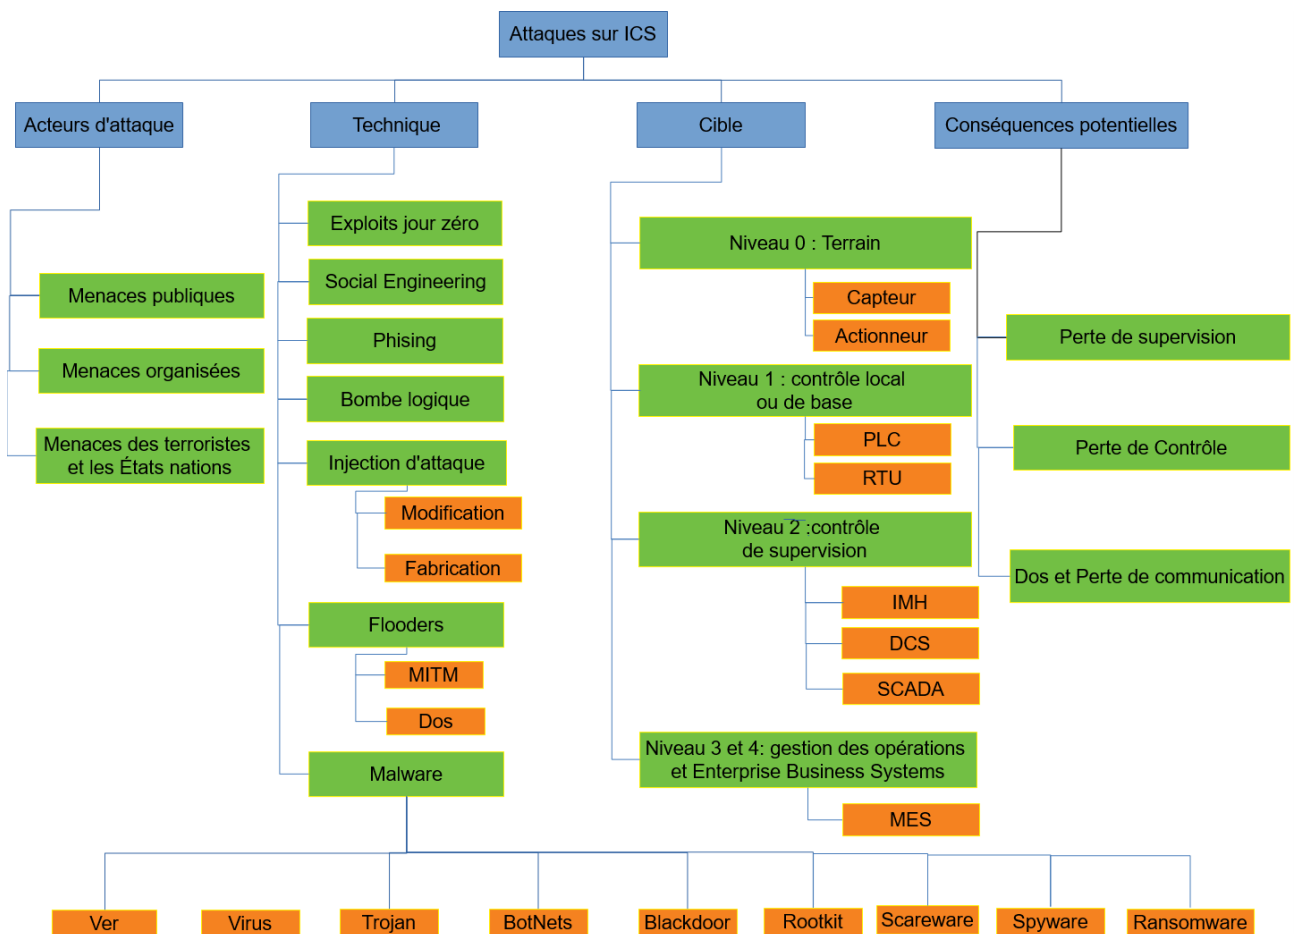 Attaques sur ICS
Acteurs d'attaque
Technique
Cible
Conséquences potentielles
Menaces publiques
Menaces organisées
Menaces des terroristes
et les États nations
Exploits jour zéro
Social Engineering
Phising
Bombe logique
Injection d'attaque
Modification
Fabrication
Flooders
MITM
Dos
Malware
Ver
Virus
Trojan
BotNets
Blackdoor
Rootkit
Scareware
Spyware
Ransomware
Niveau 0 : Terrain
Capteur
Actionneur
Niveau 1 : contrôle local
ou de base
PLC
RTU
Niveau 2 :contrôle
de supervision
IMH
DCS
SCADA
Niveau 3 et 4: gestion des opérations
et Enterprise Business Systems
MES
Perte de supervision
Perte de Contrôle
Dos et Perte de communication